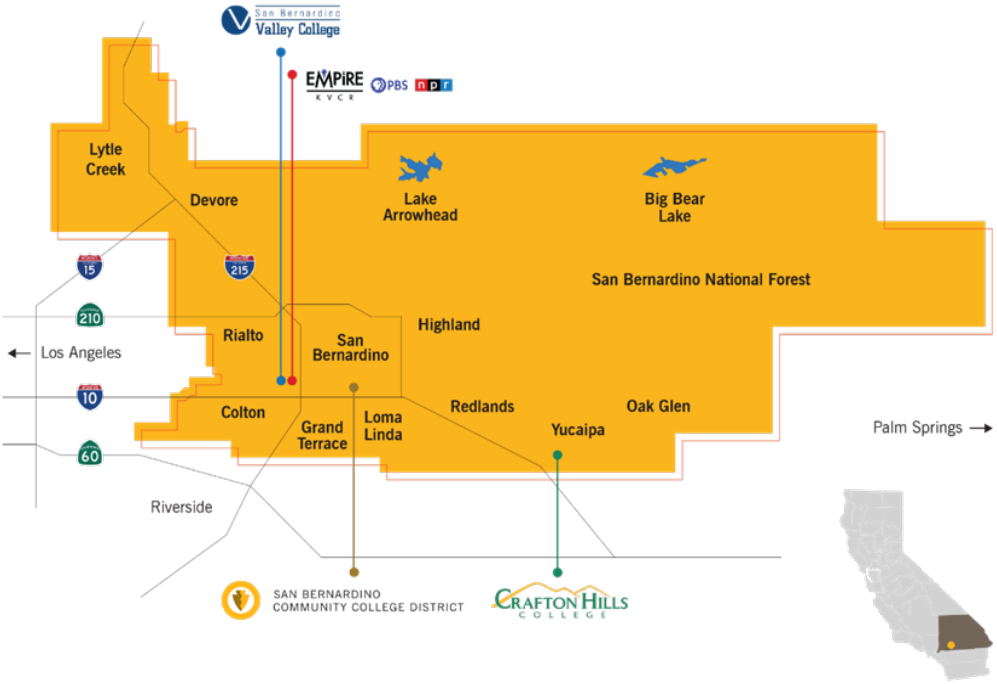 San Bernardino
Valley College
EMPIRE
KVCR
PBS
npr
Lytle
Creek
Devore
Lake
Arrowhead
Big Bear
Lake
15
215
San Bernardino National Forest
210
Rialto
San
Bernardino
Highland
Los Angeles
10
Colton
Grand
Terrace
Loma
Linda
Redlands
Oak Glen
Yucaipa
Palm Springs
60
Riverside
SAN BERNARDINO
COMMUNITY COLLEGE DISTRICT
CRAFTON HILLS
COLLEGE